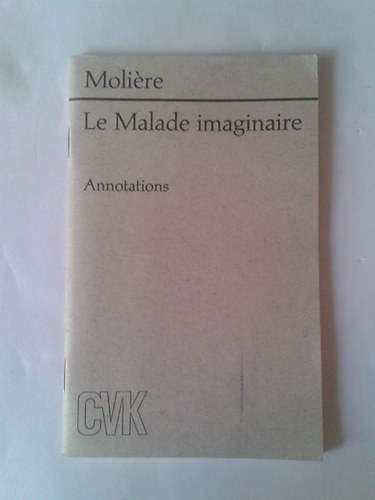 Molière
Le Malade imaginaire
Annotations
CVK